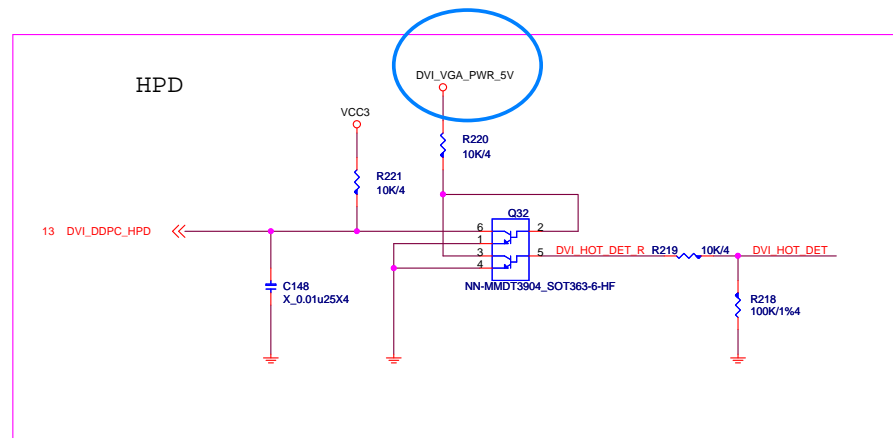 DVI_VGA_PWR_5V
HPD
VCC3
R220
10K/4
R221
10K/4
Q32
13 DVI_DDPC_HPD
6
2
1
3
5
4
DVI_HOT_DET_R
R219
10K/4
DVI_HOT_DET
NN-MMDT3904_SOT363-6-HF
C148
X_0.01u25X4
R218
100K/1%4